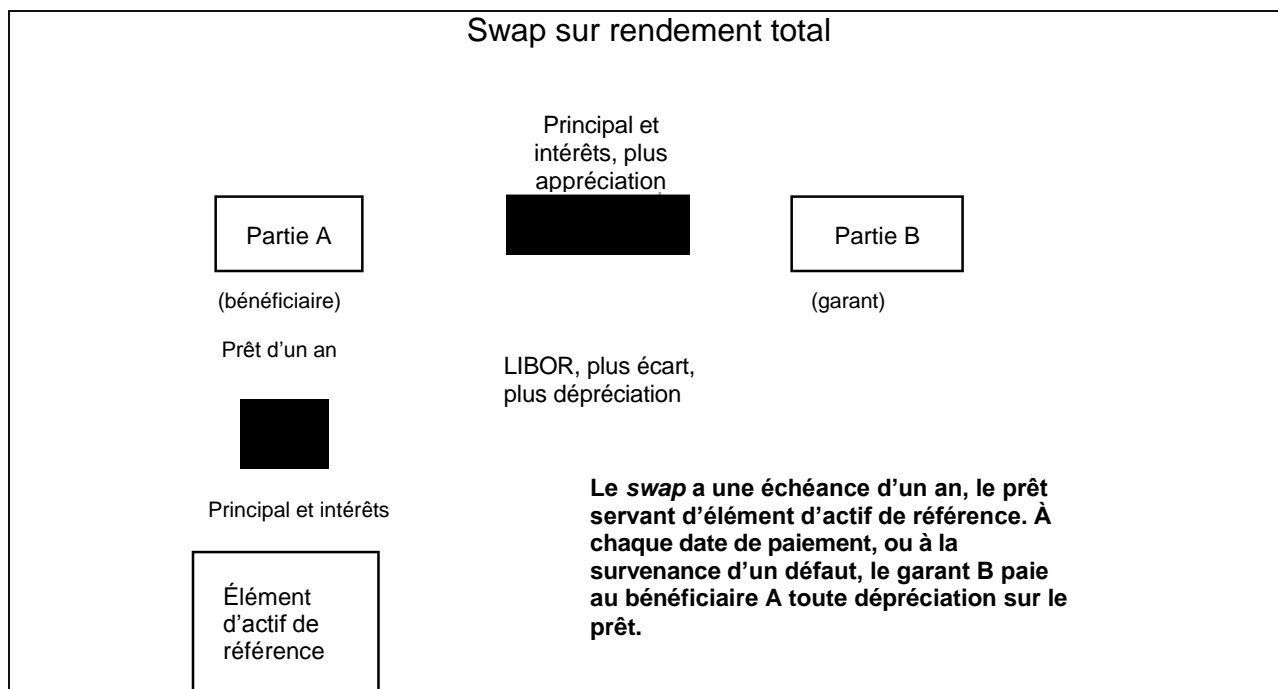 Swap sur rendement total
Principal et
intérêts, plus
appréciation
Partie A
Partie B
(bénéficiaire)
(garant)
Prêt d’un an
LIBOR, plus écart,
plus dépréciation
Principal et intérêts
Le swap a une échéance d’un an, le prêt
servant d’élément d’actif de référence. À
chaque date de paiement, ou à la
survenance d’un défaut, le garant B paie
au bénéficiaire A toute dépréciation sur le
prêt.
Élément
d’actif de
référence